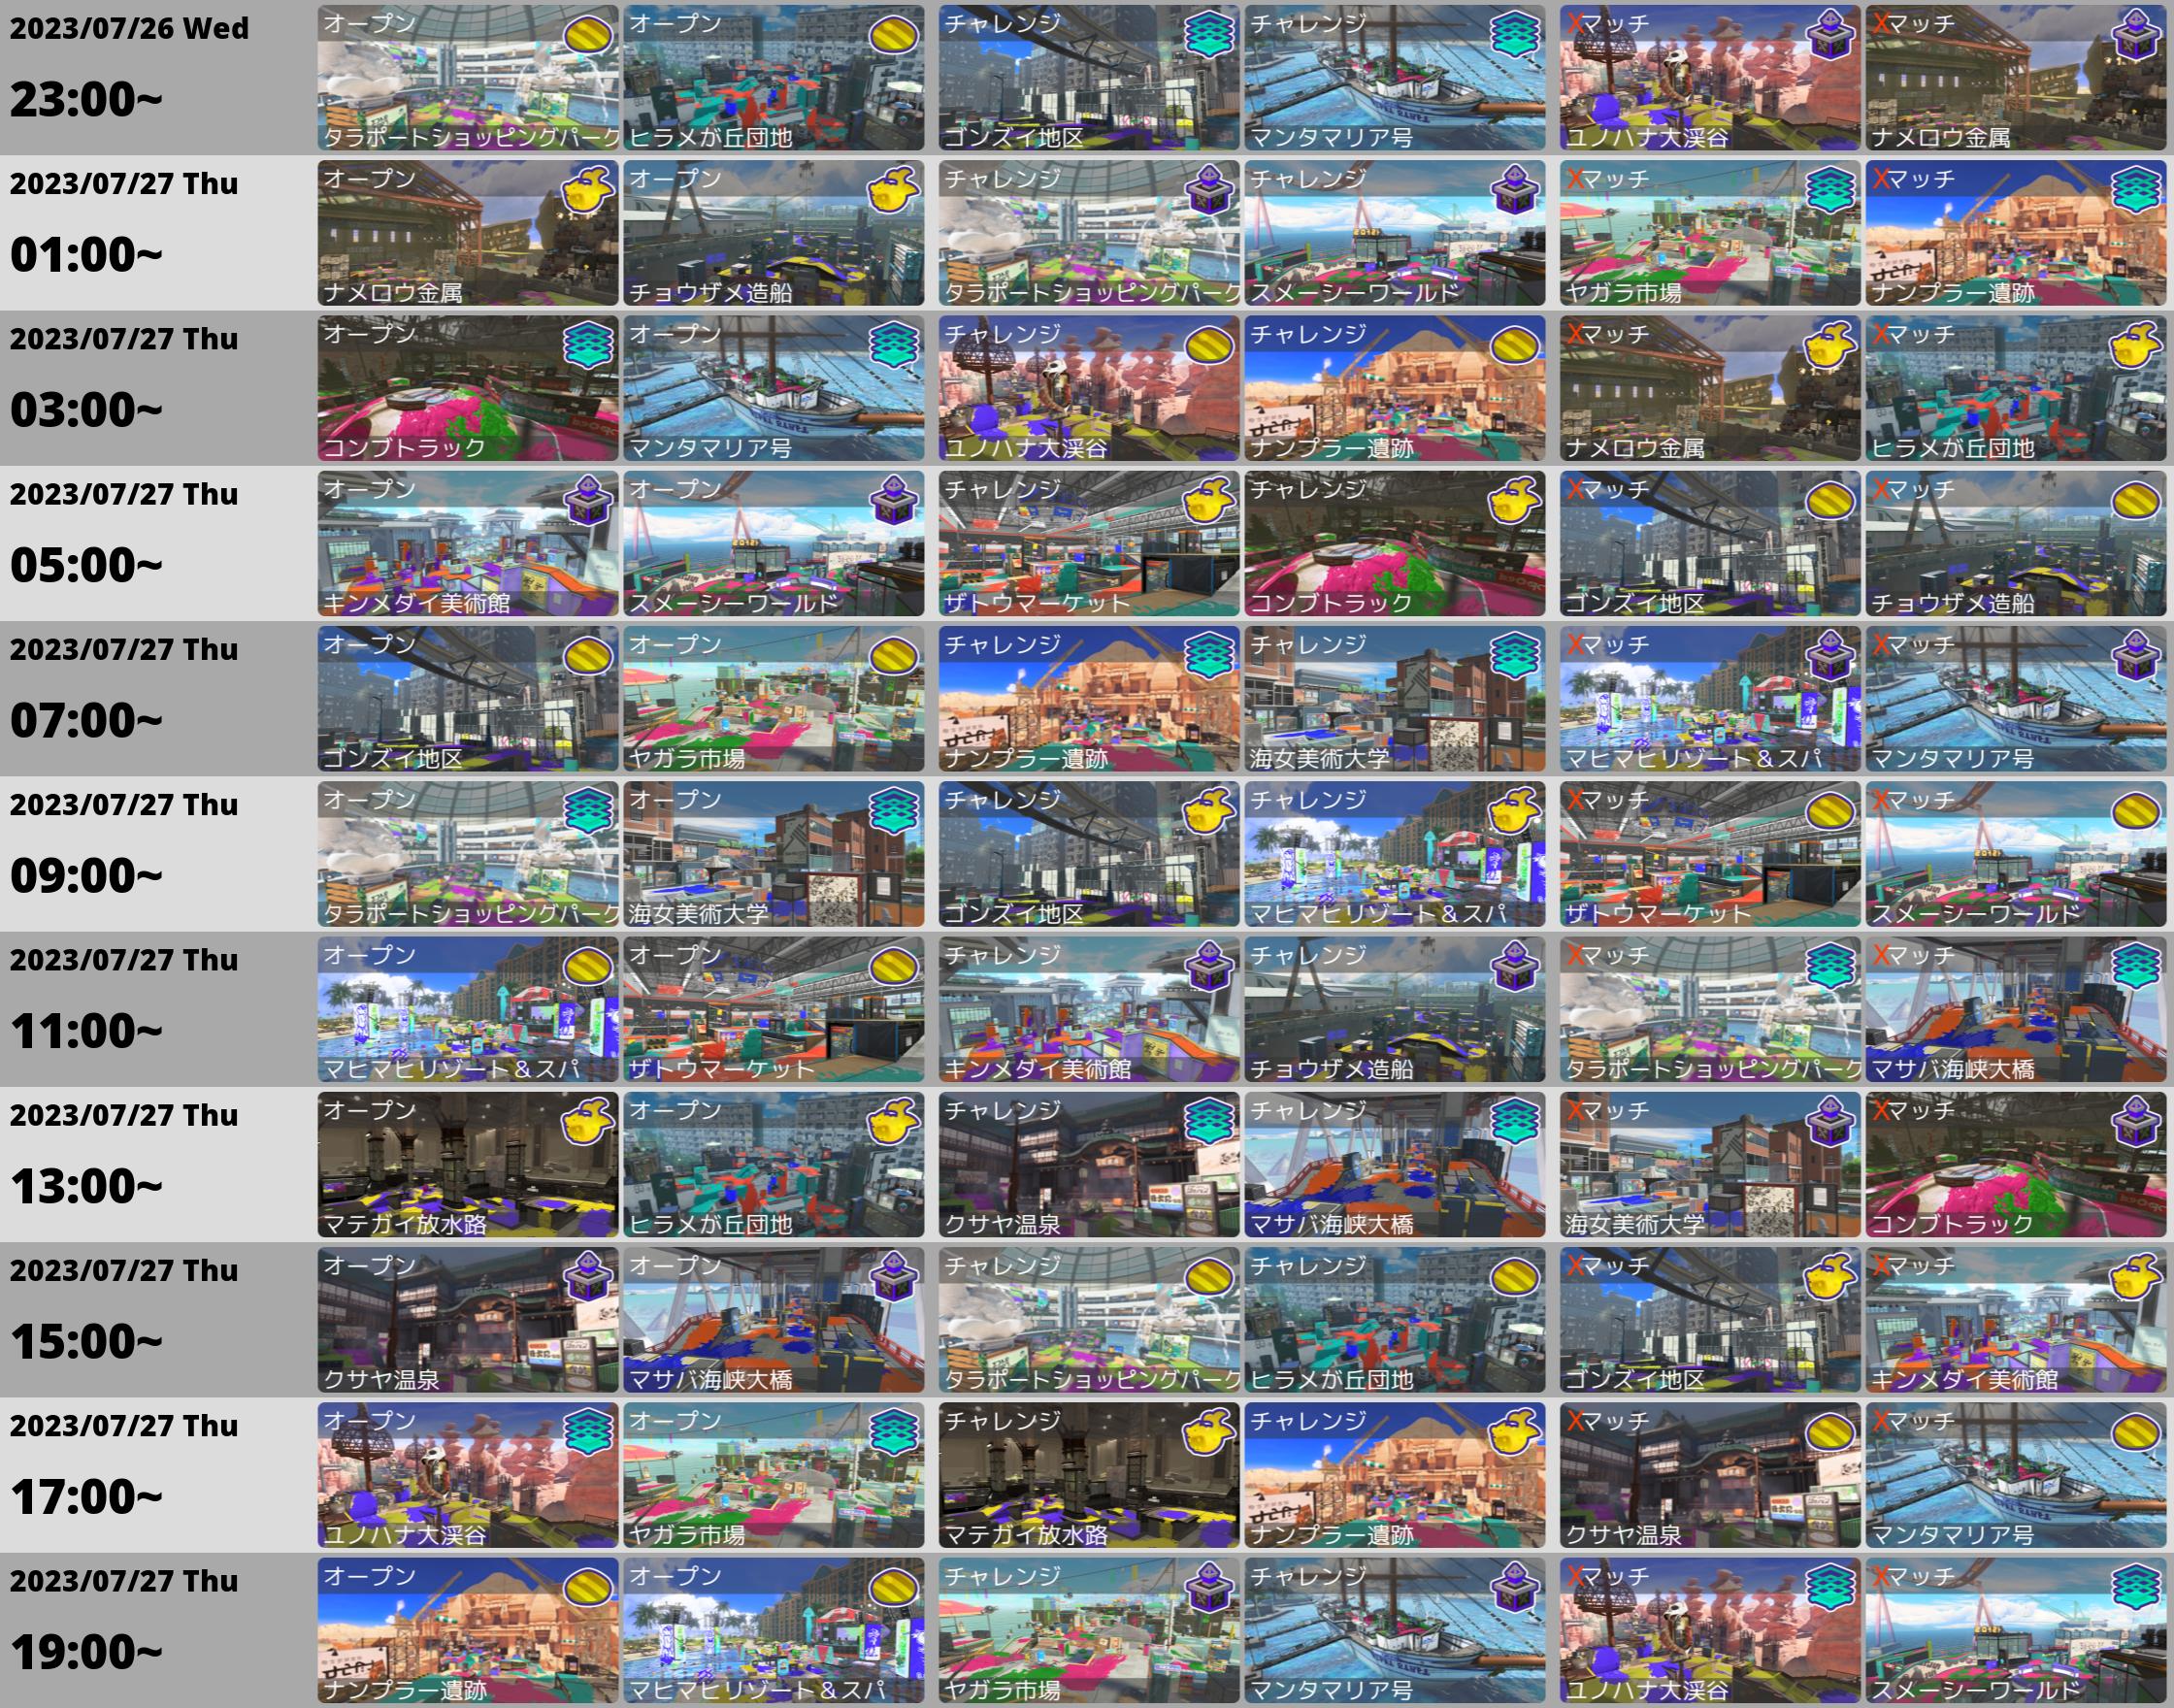 2023/07/26 Wed
23:00~
オープン オープン チャレンジ チャレンジ Xマッチ Xマッチ
タラポートショッピングパーク ヒラメが丘団地 ゴンズイ地区 マンタマリア号 ユノハナ大渓谷 ナメロウ金属
2023/07/27 Thu
01:00~
オープン オープン チャレンジ チャレンジ Xマッチ Xマッチ
ナメロウ金属 チョウザメ造船 タラポートショッピングパーク スメーシーワールド ヤガラ市場 ナンプラー遺跡
2023/07/27 Thu
03:00~
オープン オープン チャレンジ チャレンジ Xマッチ Xマッチ
コンブトラック マンタマリア号 ユノハナ大渓谷 ナンプラー遺跡 ナメロウ金属 ヒラメが丘団地
2023/07/27 Thu
05:00~
オープン オープン チャレンジ チャレンジ Xマッチ Xマッチ
キンメダイ美術館 スメーシーワールド ザトウマーケット コンブトラック ゴンズイ地区 チョウザメ造船
2023/07/27 Thu
07:00~
オープン オープン チャレンジ チャレンジ Xマッチ Xマッチ
ゴンズイ地区 ヤガラ市場 ナンプラー遺跡 海女美術大学 マヒマヒリゾート＆スパ マンタマリア号
2023/07/27 Thu
09:00~
オープン オープン チャレンジ チャレンジ Xマッチ Xマッチ
タラポートショッピングパーク 海女美術大学 ゴンズイ地区 マヒマヒリゾート＆スパ ザトウマーケット スメーシーワールド
2023/07/27 Thu
11:00~
オープン オープン チャレンジ チャレンジ Xマッチ Xマッチ
マヒマヒリゾート＆スパ ザトウマーケット キンメダイ美術館 チョウザメ造船 タラポートショッピングパーク マサバ海峡大橋
2023/07/27 Thu
13:00~
オープン オープン チャレンジ チャレンジ Xマッチ Xマッチ
マテガイ放水路 ヒラメが丘団地 クサヤ温泉 マサバ海峡大橋 海女美術大学 コンブトラック
2023/07/27 Thu
15:00~
オープン オープン チャレンジ チャレンジ Xマッチ Xマッチ
クサヤ温泉 マサバ海峡大橋 タラポートショッピングパーク ヒラメが丘団地 ゴンズイ地区 キンメダイ美術館
2023/07/27 Thu
17:00~
オープン オープン チャレンジ チャレンジ Xマッチ Xマッチ
ユノハナ大渓谷 ヤガラ市場 マテガイ放水路 ナンプラー遺跡 クサヤ温泉 マンタマリア号
2023/07/27 Thu
19:00~
オープン オープン チャレンジ チャレンジ Xマッチ Xマッチ
ナンプラー遺跡 マヒマヒリゾート＆スパ ヤガラ市場 マンタマリア号 ユノハナ大渓谷 スメーシーワールド